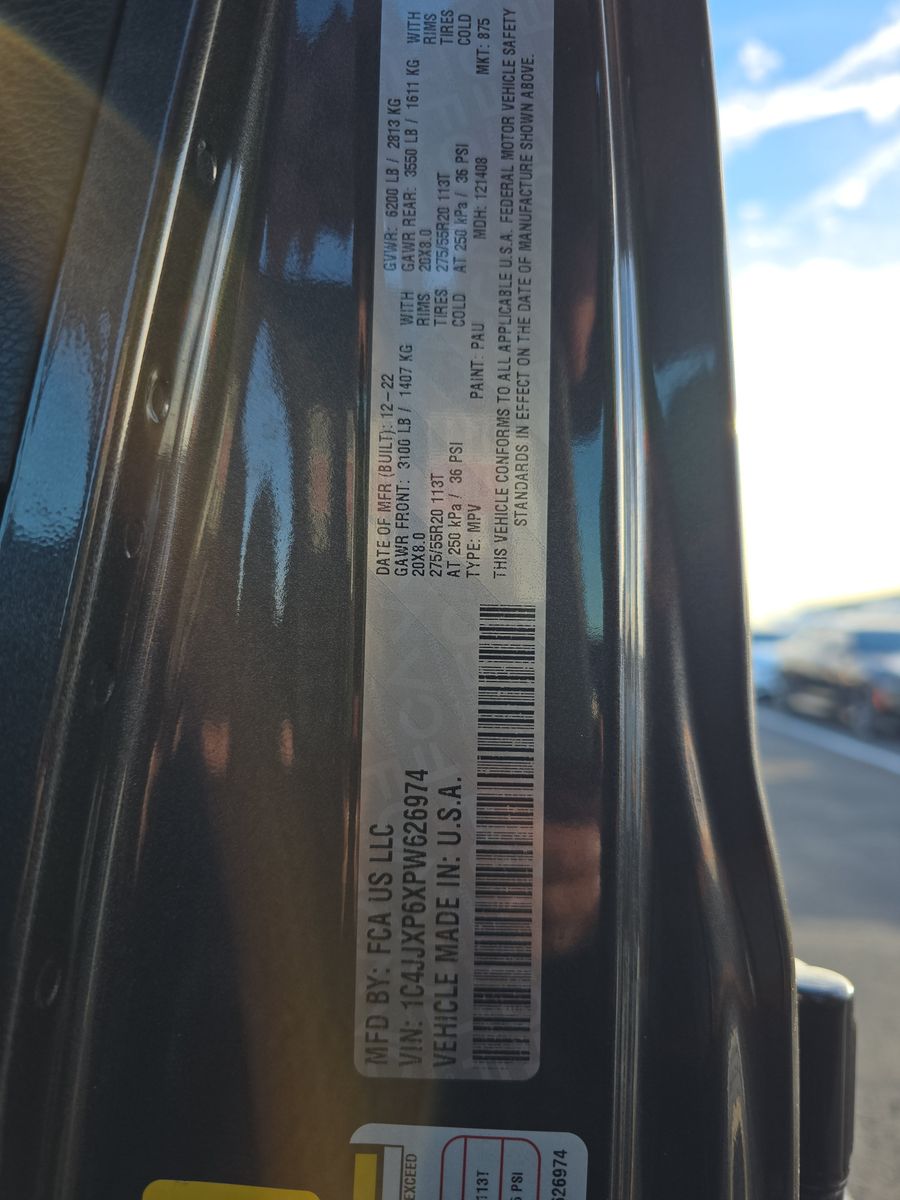 MFD BY: FCA US LLC
VIN: 1C4JJXP6XPW626974
VEHICLE MADE IN: U.S.A.
DATE OF MFR (BUILT): 12-22 GVWR: 6200 LB / 2813 KG
GAWR FRONT: 3100 LB / 1407 KG WITH GAWR REAR: 3550 LB / 1611 KG WITH
20X8.0 RIMS 20X8.0 RIMS
275/55R20 113T TIRES 275/55R20 113T TIRES
AT 250 kPa / 36 PSI COLD AT 250 kPa / 36 PSI COLD
TYPE: MPV PAINT: PAU MDH: 121408 MKT: 875
THIS VEHICLE CONFORMS TO ALL APPLICABLE U.S.A. FEDERAL MOTOR VEHICLE SAFETY
STANDARDS IN EFFECT ON THE DATE OF MANUFACTURE SHOWN ABOVE.
EXCEED
113T
PSI
626974